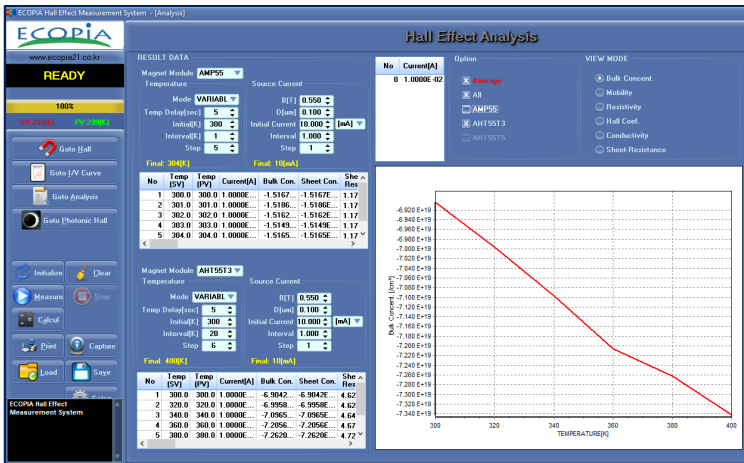 ECOPIA Hall Effect Measurement System - [Analysis]
ECOPIA
www.ecopia21.co.kr
READY
100%
PV:299[K]
Goto Hall
Goto I/V Curve
Goto Analysis
Goto Photonic Hall
Initialize Clear
Measure Stop
Calcul
Print Capture
Load Save
ECOPIA Hall Effect
Measurement System
Hall Effect Analysis
RESULT DATA
Magnet Module AMP55
Temperature Source Current
Mode VARIABL B[T] 0.550
Temp Delay[sec] 5 D[um] 0.100
Initial[K] 300 Initial Current 10.000 [mA]
Interval[K] 1 Interval 1.000
Step 5 Step 1
Final: 304[K] Final: 10[mA]
No Temp (SV) Temp (PV) Current[A] Bulk Con. Sheet Con. She Res
1 300.0 300.0 1.0000E... -1.5167... -1.5167E... 1.17
2 301.0 301.0 1.0000E... -1.5186... -1.5186E... 1.17
3 302.0 302.0 1.0000E... -1.5162... -1.5162E... 1.17
4 303.0 303.0 1.0000E... -1.5149... -1.5149E... 1.17
5 304.0 304.0 1.0000E... -1.5165... -1.5165E... 1.17
Magnet Module AHT55T3
Temperature Source Current
Mode VARIABL B[T] 0.550
Temp Delay[sec] 5 D[um] 0.100
Initial[K] 300 Initial Current 10.000 [mA]
Interval[K] 20 Interval 1.000
Step 6 Step 1
Final: 400[K] Final: 10[mA]
No Temp (SV) Temp (PV) Current[A] Bulk Con. Sheet Con. She Res
1 300.0 300.0 1.0000E... -6.9042... -6.9042E... 4.62
2 320.0 320.0 1.0000E... -6.9958... -6.9958E... 4.62
3 340.0 340.0 1.0000E... -7.0965... -7.0965E... 4.64
4 360.0 360.0 1.0000E... -7.2056... -7.2056E... 4.67
5 380.0 380.0 1.0000E... -7.2620... -7.2620E... 4.72
No Current[A]
0 1.0000E-02
Option
Average
All
AMP55
AHT55T3
AHT55T5
VIEW MODE
Bulk Concent.
Mobility
Resistivity
Hall Coef.
Conductivity
Sheet-Resistance
Bulk Concent. [/cm³]
-6.920 E+19
-6.940 E+19
-6.960 E+19
-6.980 E+19
-7.000 E+19
-7.020 E+19
-7.040 E+19
-7.060 E+19
-7.080 E+19
-7.100 E+19
-7.120 E+19
-7.140 E+19
-7.160 E+19
-7.180 E+19
-7.200 E+19
-7.220 E+19
-7.240 E+19
-7.260 E+19
-7.280 E+19
-7.300 E+19
-7.320 E+19
-7.340 E+19
300 320 340 360 380 400
TEMPERATURE[K]